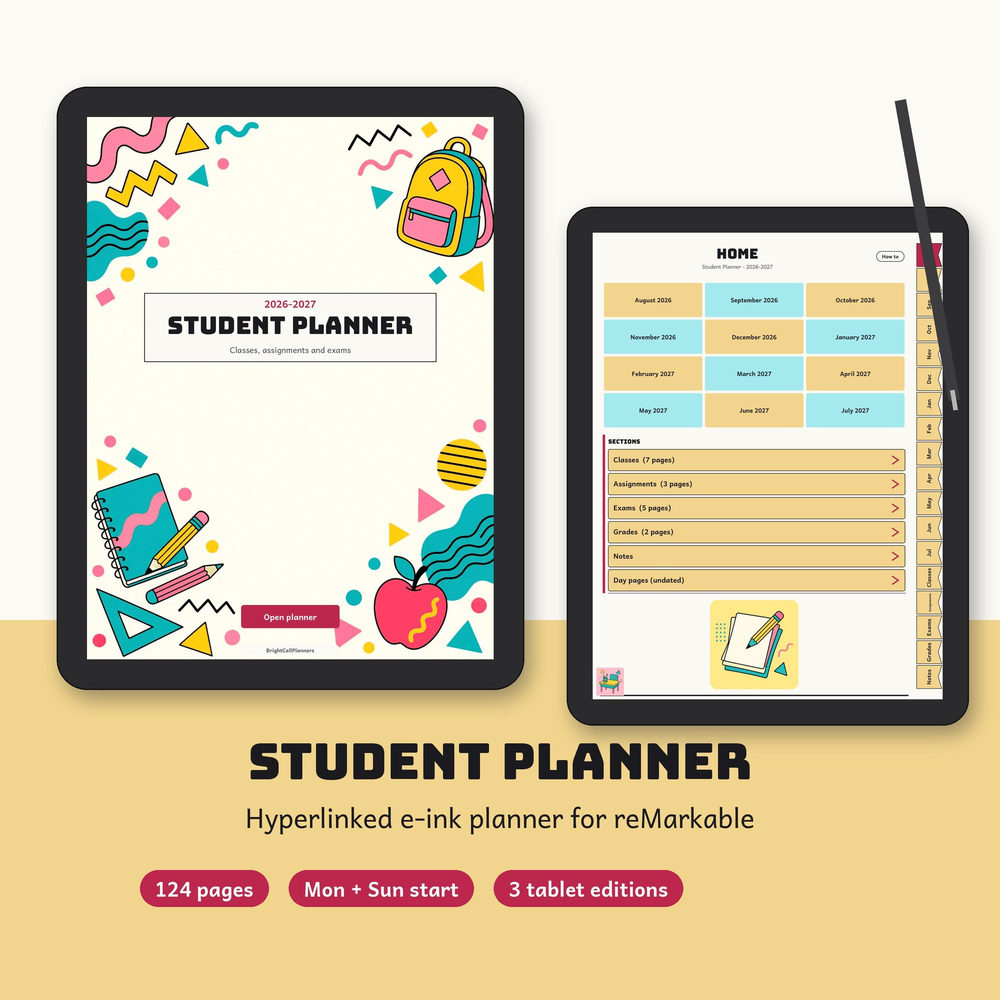 2026-2027
STUDENT PLANNER
Classes, assignments and exams
Open planner
BrightCellPlanners
HOME
Student Planner - 2026-2027
How to
August 2026
September 2026
October 2026
November 2026
December 2026
January 2027
February 2027
March 2027
April 2027
May 2027
June 2027
July 2027
SECTIONS
Classes (7 pages)
Assignments (3 pages)
Exams (5 pages)
Grades (2 pages)
Notes
Day pages (undated)
Sep
Oct
Nov
Dec
Jan
Feb
Mar
Apr
May
Jun
Jul
Classes
Assignments
Exams
Grades
Notes
STUDENT PLANNER
Hyperlinked e-ink planner for reMarkable
124 pages
Mon + Sun start
3 tablet editions